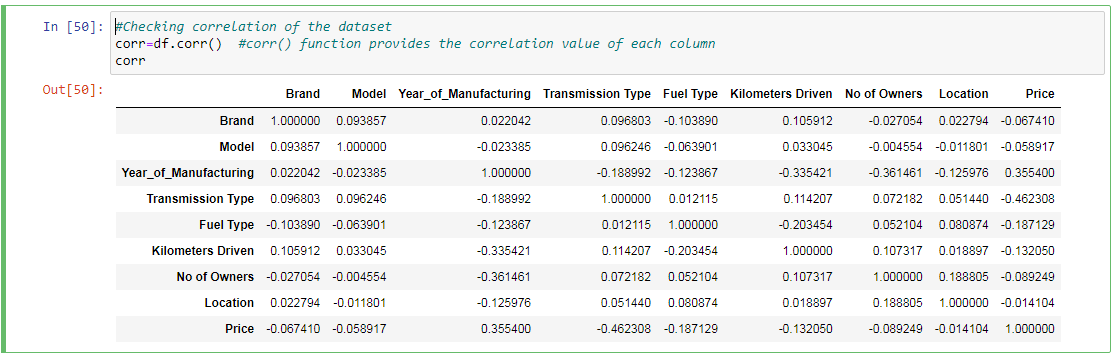 In [50]: #Checking correlation of the dataset
corr=df.corr()  #corr() function provides the correlation value of each column
corr
Out[50]:
Brand Model Year_of_Manufacturing Transmission Type Fuel Type Kilometers Driven No of Owners Location Price
Brand 1.000000 0.093857 0.022042 0.096803 -0.103890 0.105912 -0.027054 0.022794 -0.067410
Model 0.093857 1.000000 -0.023385 0.096246 -0.063901 0.033045 -0.004554 -0.011801 -0.058917
Year_of_Manufacturing 0.022042 -0.023385 1.000000 -0.188992 -0.123867 -0.335421 -0.361461 -0.125976 0.355400
Transmission Type 0.096803 0.096246 -0.188992 1.000000 0.012115 0.114207 0.072182 0.051440 -0.462308
Fuel Type -0.103890 -0.063901 -0.123867 0.012115 1.000000 -0.203454 0.052104 0.080874 -0.187129
Kilometers Driven 0.105912 0.033045 -0.335421 0.114207 -0.203454 1.000000 0.107317 0.018897 -0.132050
No of Owners -0.027054 -0.004554 -0.361461 0.072182 0.052104 0.107317 1.000000 0.188805 -0.089249
Location 0.022794 -0.011801 -0.125976 0.051440 0.080874 0.018897 0.188805 1.000000 -0.014104
Price -0.067410 -0.058917 0.355400 -0.462308 -0.187129 -0.132050 -0.089249 -0.014104 1.000000